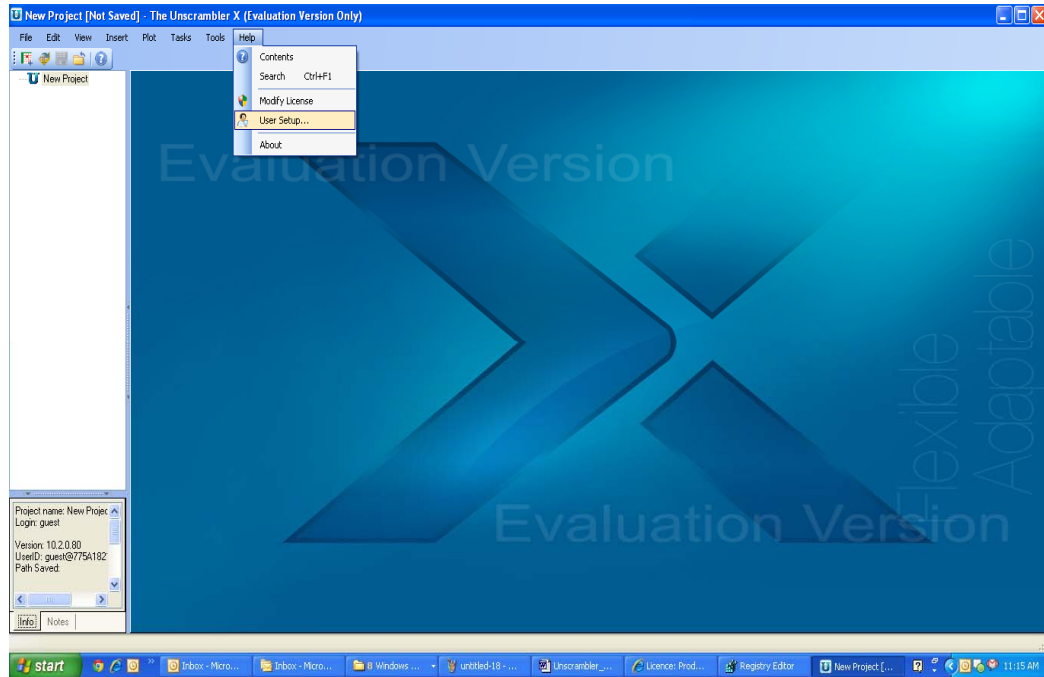 New Project [Not Saved] - The Unscrambler X (Evaluation Version Only)
File Edit View Insert Plot Tasks Tools Help
New Project
Contents
Search Ctrl+F1
Modify License
User Setup...
About
Evaluation Version
Flexible
Adaptable
Evaluation Version
Project name: New Projec
Login: guest
Version: 10.2.0.80
UserID: guest@775A182
Path Saved:
Info Notes
start Inbox - Micro... Inbox - Micro... 8 Windows ... untitled-18 - ... Unscrambler_... Licence: Prod... Registry Editor New Project [... 11:15 AM